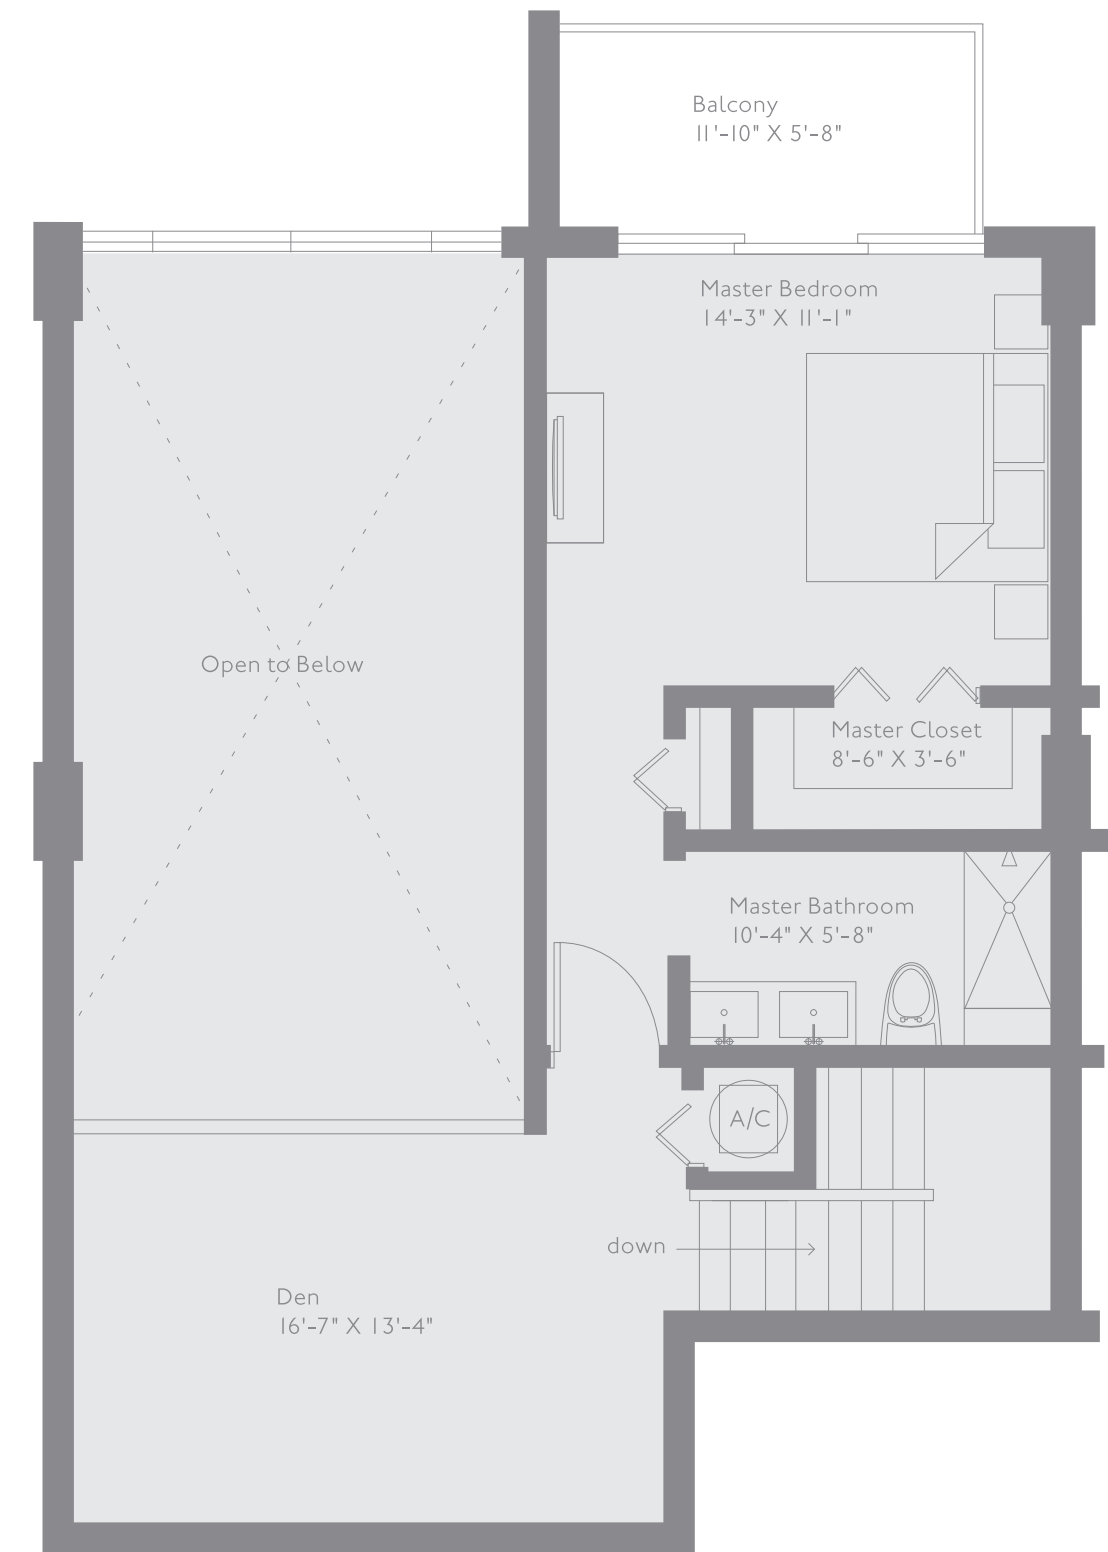 Balcony
11'-10" X 5'-8"
Master Bedroom
14'-3" X 11'-1"
Open to Below
Master Closet
8'-6" X 3'-6"
Master Bathroom
10'-4" X 5'-8"
A/C
down
Den
16'-7" X 13'-4"